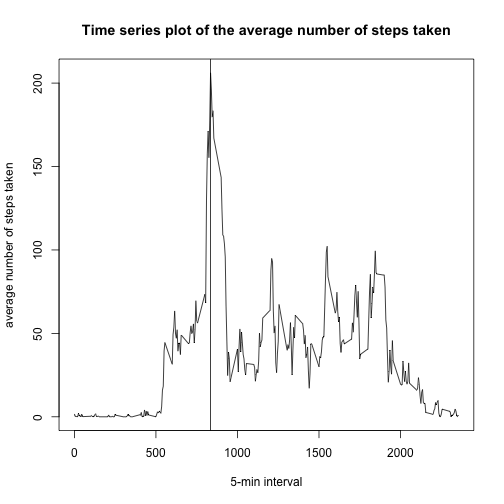 Time series plot of the average number of steps taken
average number of steps taken
200
150
100
50
0
0 500 1000 1500 2000
5-min interval